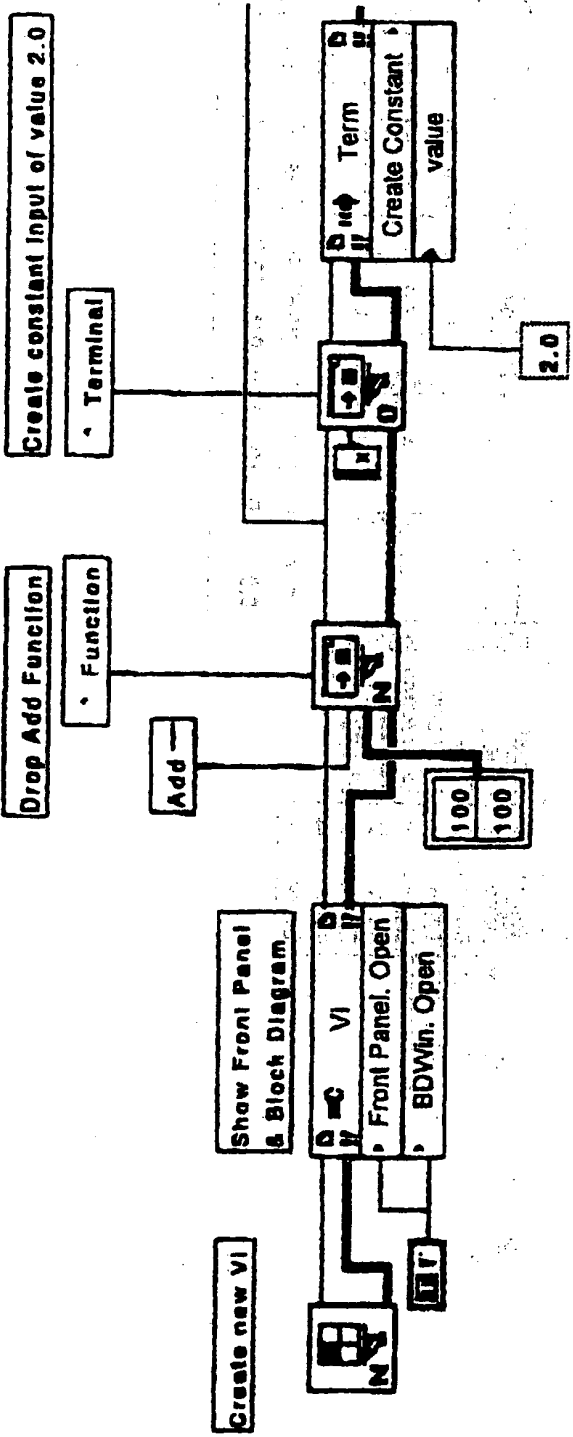 Create new VI
Show Front Panel
& Block Diagram
VI
Front Panel. Open
BDWin. Open
T
N
Drop Add Function
Function
Add
N
100
100
Create constant input of value 2.0
Terminal
x
Term
Create Constant
value
2.0